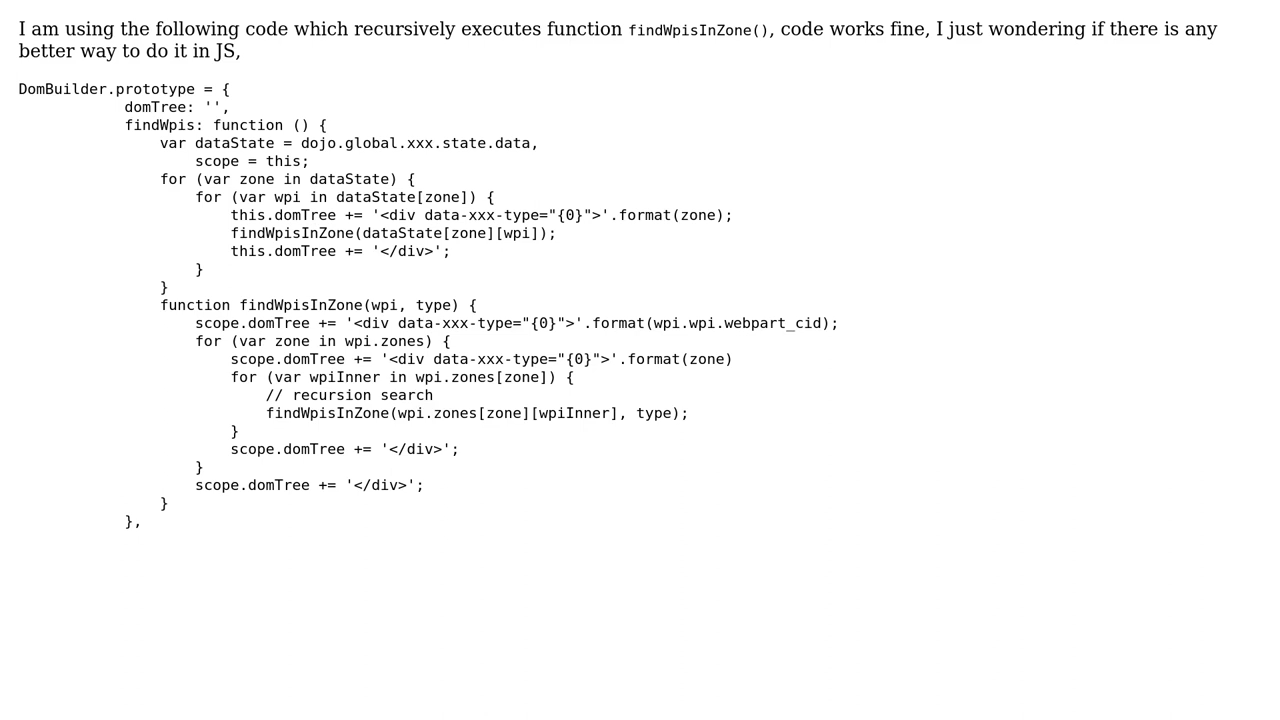 I am using the following code which recursively executes function findWpisInZone(), code works fine, I just wondering if there is any
better way to do it in JS,
DomBuilder.prototype = {
            domTree: '',
            findWpis: function () {
                var dataState = dojo.global.xxx.state.data,
                    scope = this;
                for (var zone in dataState) {
                    for (var wpi in dataState[zone]) {
                        this.domTree += '<div data-xxx-type="{0}">'.format(zone);
                        findWpisInZone(dataState[zone][wpi]);
                        this.domTree += '</div>';
                    }
                }
                function findWpisInZone(wpi, type) {
                    scope.domTree += '<div data-xxx-type="{0}">'.format(wpi.wpi.webpart_cid);
                    for (var zone in wpi.zones) {
                        scope.domTree += '<div data-xxx-type="{0}">'.format(zone)
                        for (var wpiInner in wpi.zones[zone]) {
                            // recursion search
                            findWpisInZone(wpi.zones[zone][wpiInner], type);
                        }
                        scope.domTree += '</div>';
                    }
                    scope.domTree += '</div>';
                }
            },